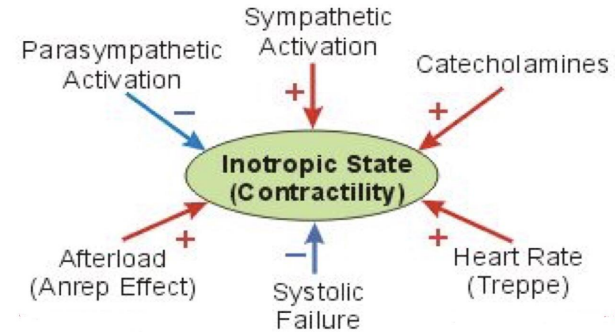 Sympathetic
Activation
Parasympathetic
Activation
Catecholamines
+
−
+
Inotropic State
(Contractility)
+
−
+
Afterload
(Anrep Effect)
Systolic
Failure
Heart Rate
(Treppe)